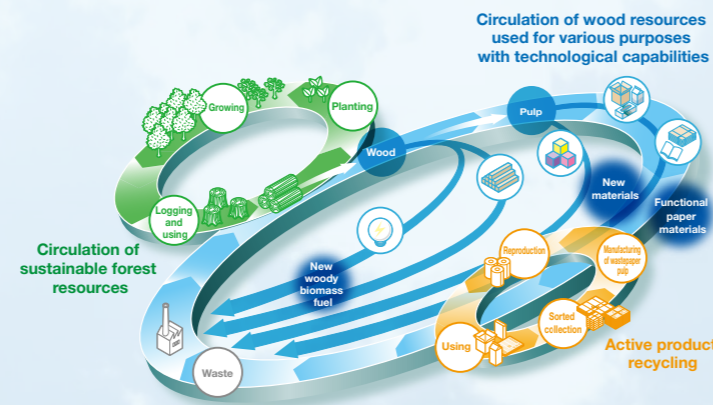 Circulation of wood resources
used for various purposes
with technological capabilities
Growing
Planting
Wood
Pulp
Logging
and
using
New
materials
Functional
paper
materials
Circulation of
sustainable forest
resources
New
woody
biomass
fuel
Reproduction
Manufacturing
of wastepaper
pulp
Sorted
collection
Using
Active product
recycling
Waste